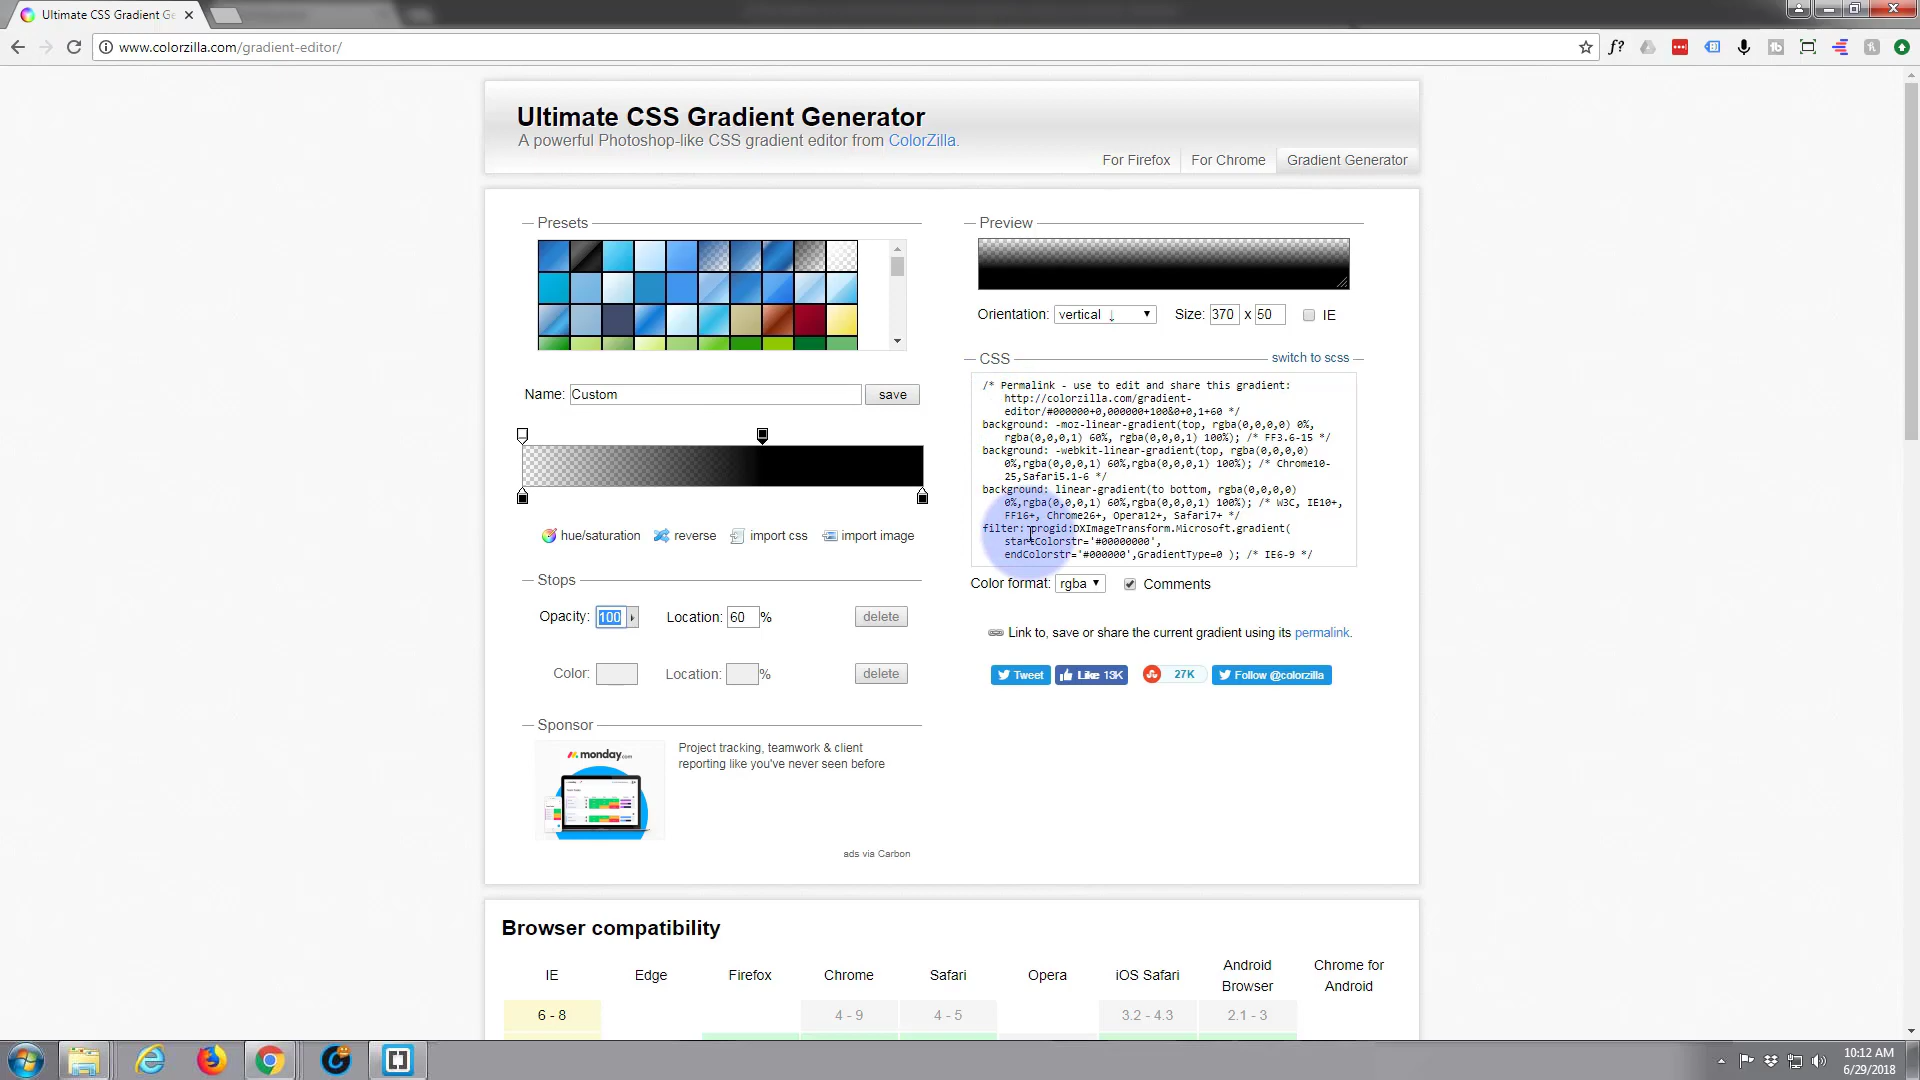 Ultimate CSS Gradient Ge
www.colorzilla.com/gradient-editor/
f?
Ultimate CSS Gradient Generator
A powerful Photoshop-like CSS gradient editor from ColorZilla.
For Firefox
For Chrome
Gradient Generator
Presets
Name: Custom
save
hue/saturation
reverse
import css
import image
Stops
Opacity: 100
Location: 60 %
delete
Color:
Location: %
delete
Sponsor
monday.com
Project tracking, teamwork & client
reporting like you've never seen before
ads via Carbon
Preview
Orientation: vertical ↓
Size: 370 x 50
IE
CSS
switch to scss
/* Permalink - use to edit and share this gradient:
http://colorzilla.com/gradient-
editor/#000000+0,000000+100&0+0,1+60 */
background: -moz-linear-gradient(top, rgba(0,0,0,0) 0%,
rgba(0,0,0,1) 60%, rgba(0,0,0,1) 100%); /* FF3.6-15 */
background: -webkit-linear-gradient(top, rgba(0,0,0,0)
0%,rgba(0,0,0,1) 60%,rgba(0,0,0,1) 100%); /* Chrome10-
25,Safari5.1-6 */
background: linear-gradient(to bottom, rgba(0,0,0,0)
0%,rgba(0,0,0,1) 60%,rgba(0,0,0,1) 100%); /* W3C, IE10+,
FF16+, Chrome26+, Opera12+, Safari7+ */
filter: progid:DXImageTransform.Microsoft.gradient(
startColorstr='#00000000',
endColorstr='#000000',GradientType=0 ); /* IE6-9 */
Color format: rgba
Comments
Link to, save or share the current gradient using its permalink.
Tweet
Like 13K
27K
Follow @colorzilla
Browser compatibility
IE
Edge
Firefox
Chrome
Safari
Opera
iOS Safari
Android
Browser
Chrome for
Android
6 - 8
4 - 9
4 - 5
3.2 - 4.3
2.1 - 3
10:12 AM
6/29/2018